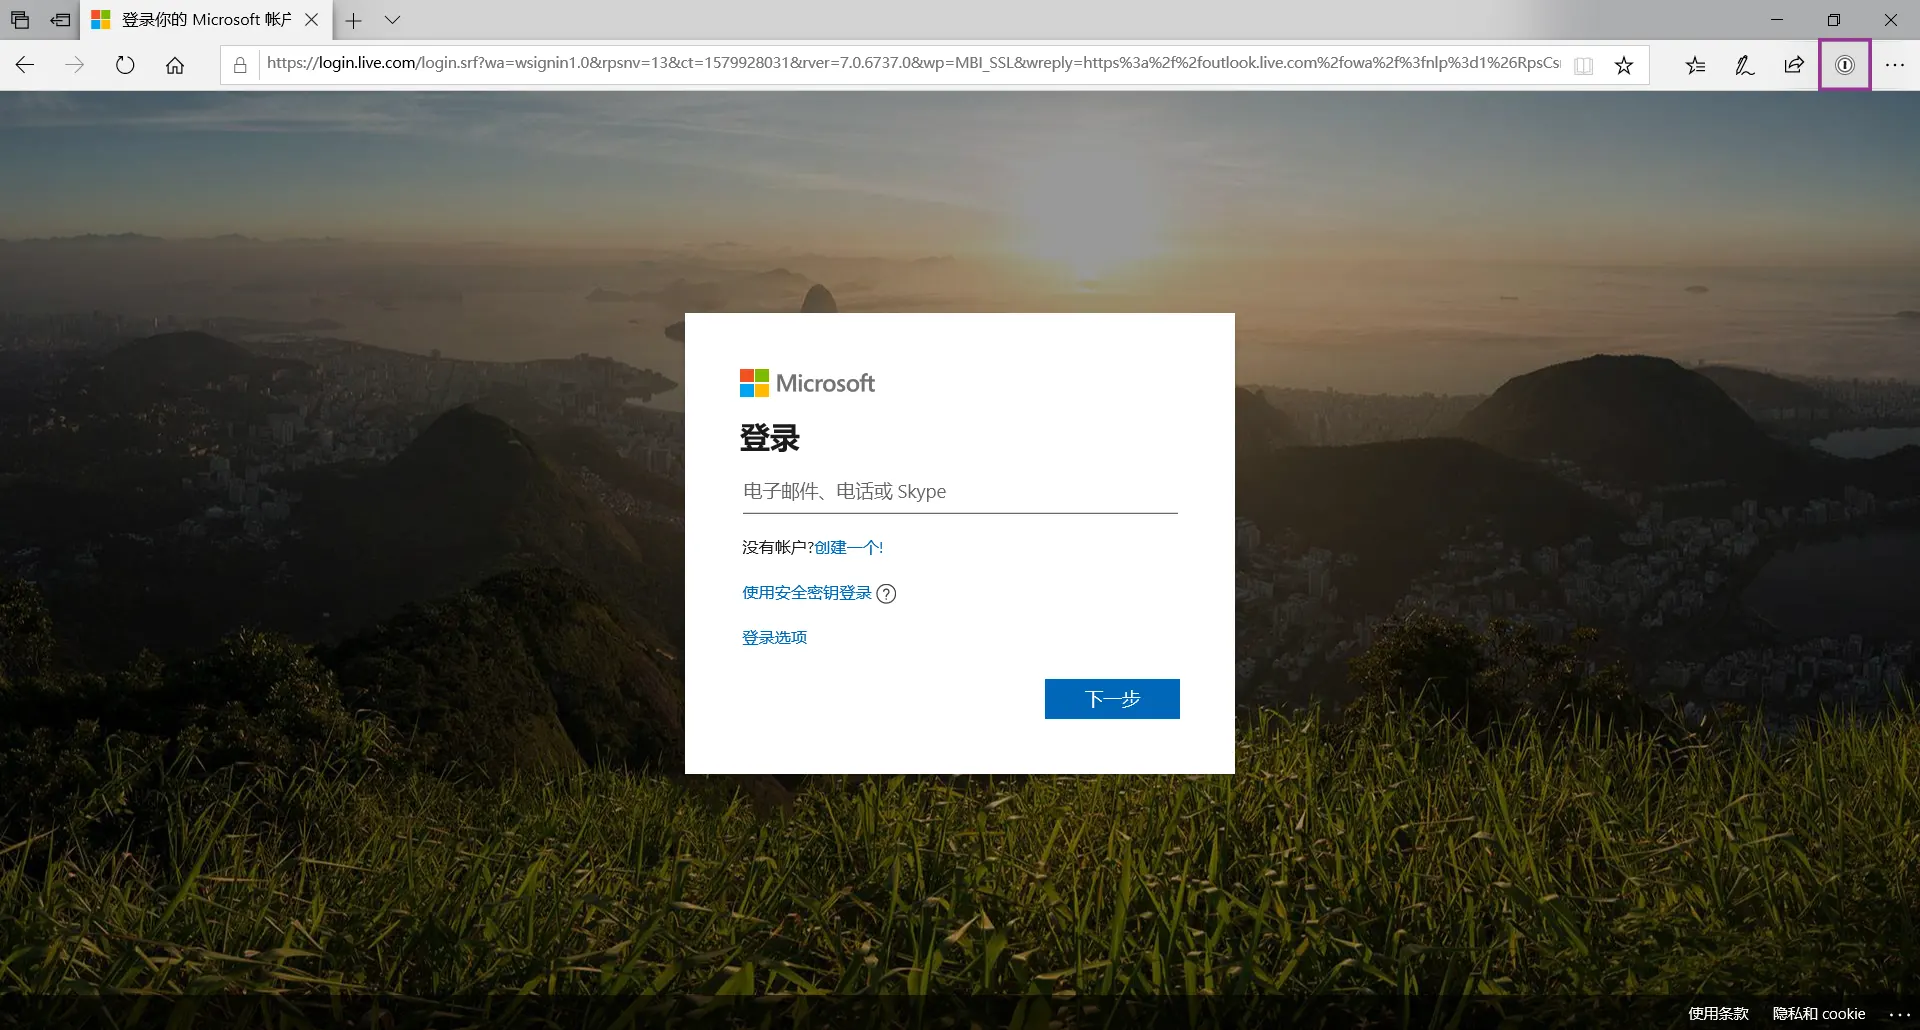 登录你的 Microsoft 帐户
https://login.live.com/login.srf?wa=wsignin1.0&rpsnv=13&ct=1579928031&rver=7.0.6737.0&wp=MBI_SSL&wreply=https%3a%2f%2foutlook.live.com%2fowa%2f%3fnlp%3d1%26RpsCs
Microsoft
登录
电子邮件、电话或 Skype
没有帐户?创建一个!
使用安全密钥登录 ?
登录选项
下一步
使用条款 隐私和 cookie ...